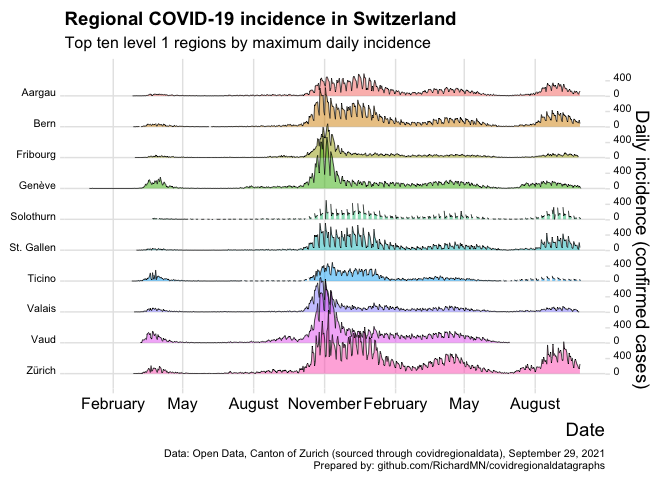 Regional COVID-19 incidence in Switzerland
Top ten level 1 regions by maximum daily incidence
Aargau
400
0
Bern
400
0
Fribourg
400
0
Genève
400
0
Solothurn
400
0
St. Gallen
400
0
Ticino
400
0
Valais
400
0
Vaud
400
0
Zürich
400
0
Daily incidence (confirmed cases)
February May August November February May August
Date
Data: Open Data, Canton of Zurich (sourced through covidregionaldata), September 29, 2021
Prepared by: github.com/RichardMN/covidregionaldatagraphs